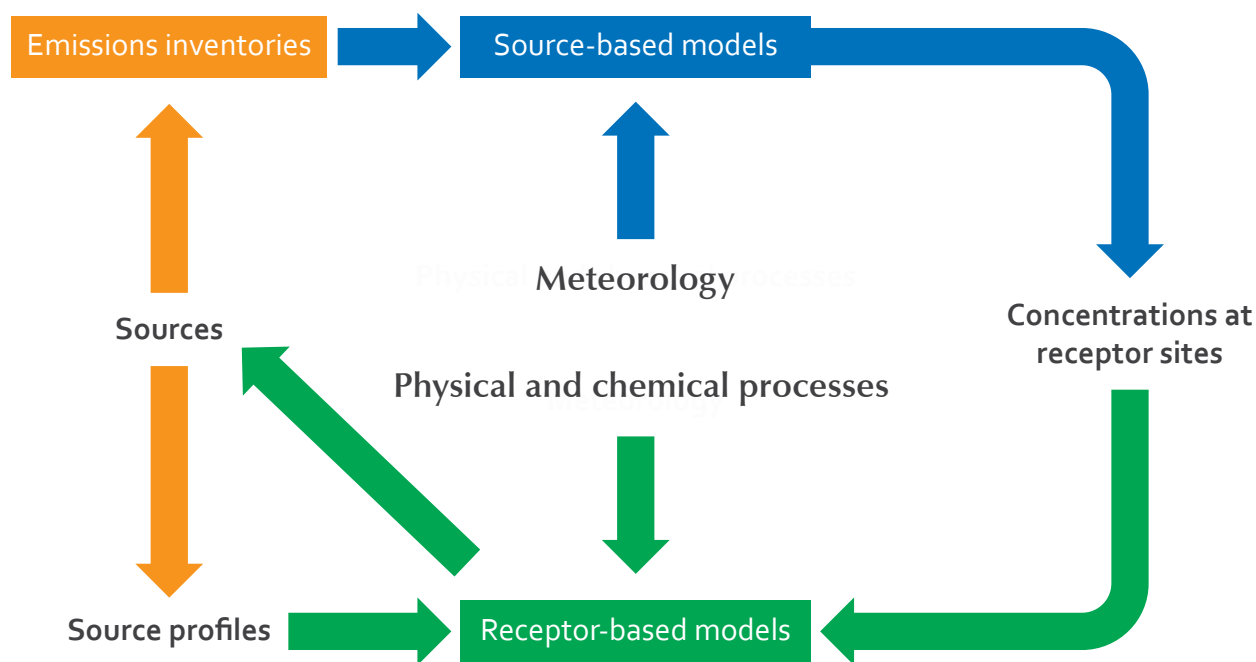 Emissions inventories
Source-based models
Meteorology
Sources
Concentrations at
receptor sites
Physical and chemical processes
Source profiles
Receptor-based models